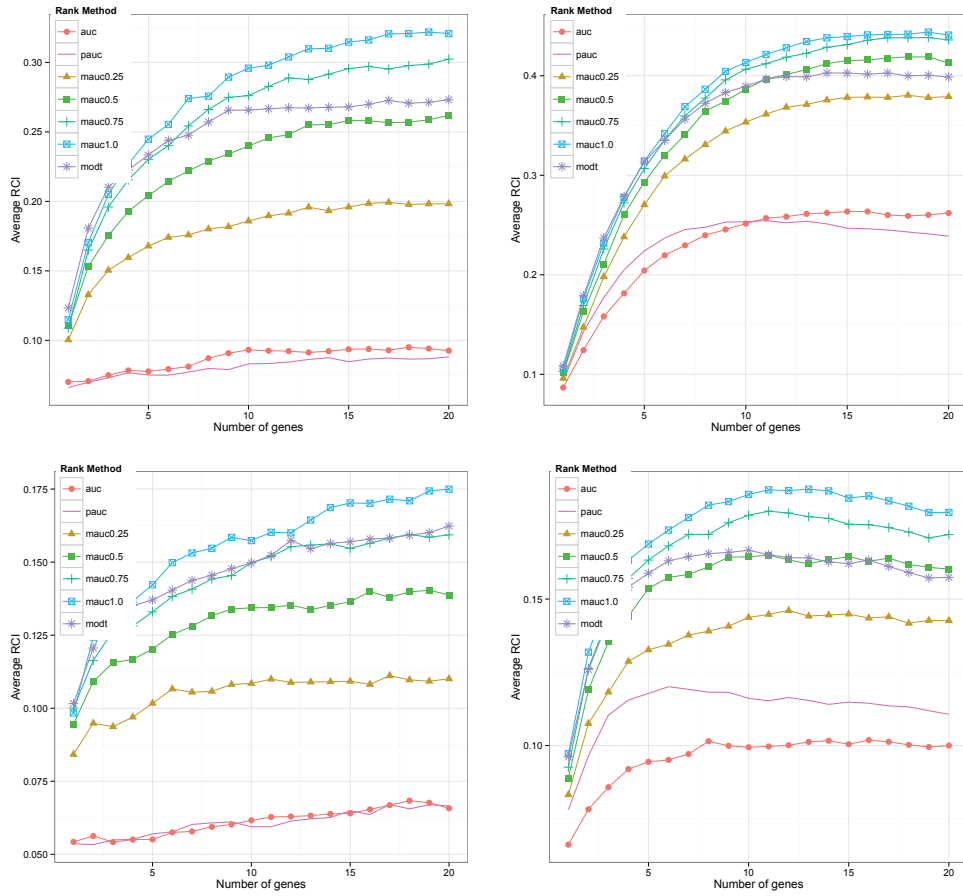 Rank Method
auc
pauc
mauc0.25
mauc0.5
mauc0.75
mauc1.0
modt
Average RCI
0.30
0.25
0.20
0.15
0.10
5
10
15
20
Number of genes
Rank Method
auc
pauc
mauc0.25
mauc0.5
mauc0.75
mauc1.0
modt
Average RCI
0.4
0.3
0.2
0.1
5
10
15
20
Number of genes
Rank Method
auc
pauc
mauc0.25
mauc0.5
mauc0.75
mauc1.0
modt
Average RCI
0.175
0.150
0.125
0.100
0.075
0.050
5
10
15
20
Number of genes
Rank Method
auc
pauc
mauc0.25
mauc0.5
mauc0.75
mauc1.0
modt
Average RCI
0.15
0.10
5
10
15
20
Number of genes